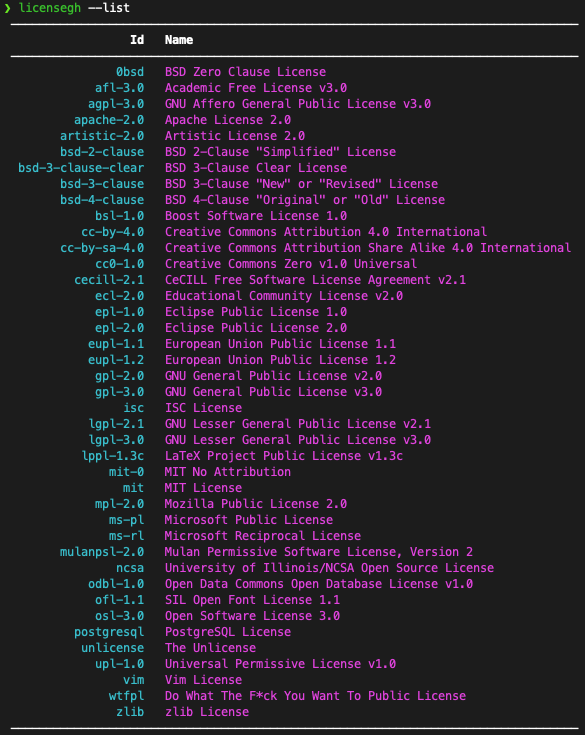 ❯ licensegh --list
Id Name
0bsd BSD Zero Clause License
afl-3.0 Academic Free License v3.0
agpl-3.0 GNU Affero General Public License v3.0
apache-2.0 Apache License 2.0
artistic-2.0 Artistic License 2.0
bsd-2-clause BSD 2-Clause "Simplified" License
bsd-3-clause-clear BSD 3-Clause Clear License
bsd-3-clause BSD 3-Clause "New" or "Revised" License
bsd-4-clause BSD 4-Clause "Original" or "Old" License
bsl-1.0 Boost Software License 1.0
cc-by-4.0 Creative Commons Attribution 4.0 International
cc-by-sa-4.0 Creative Commons Attribution Share Alike 4.0 International
cc0-1.0 Creative Commons Zero v1.0 Universal
cecill-2.1 CeCILL Free Software License Agreement v2.1
ecl-2.0 Educational Community License v2.0
epl-1.0 Eclipse Public License 1.0
epl-2.0 Eclipse Public License 2.0
eupl-1.1 European Union Public License 1.1
eupl-1.2 European Union Public License 1.2
gpl-2.0 GNU General Public License v2.0
gpl-3.0 GNU General Public License v3.0
isc ISC License
lgpl-2.1 GNU Lesser General Public License v2.1
lgpl-3.0 GNU Lesser General Public License v3.0
lppl-1.3c LaTeX Project Public License v1.3c
mit-0 MIT No Attribution
mit MIT License
mpl-2.0 Mozilla Public License 2.0
ms-pl Microsoft Public License
ms-rl Microsoft Reciprocal License
mulanpsl-2.0 Mulan Permissive Software License, Version 2
ncsa University of Illinois/NCSA Open Source License
odbl-1.0 Open Data Commons Open Database License v1.0
ofl-1.1 SIL Open Font License 1.1
osl-3.0 Open Software License 3.0
postgresql PostgreSQL License
unlicense The Unlicense
upl-1.0 Universal Permissive License v1.0
vim Vim License
wtfpl Do What The F*ck You Want To Public License
zlib zlib License